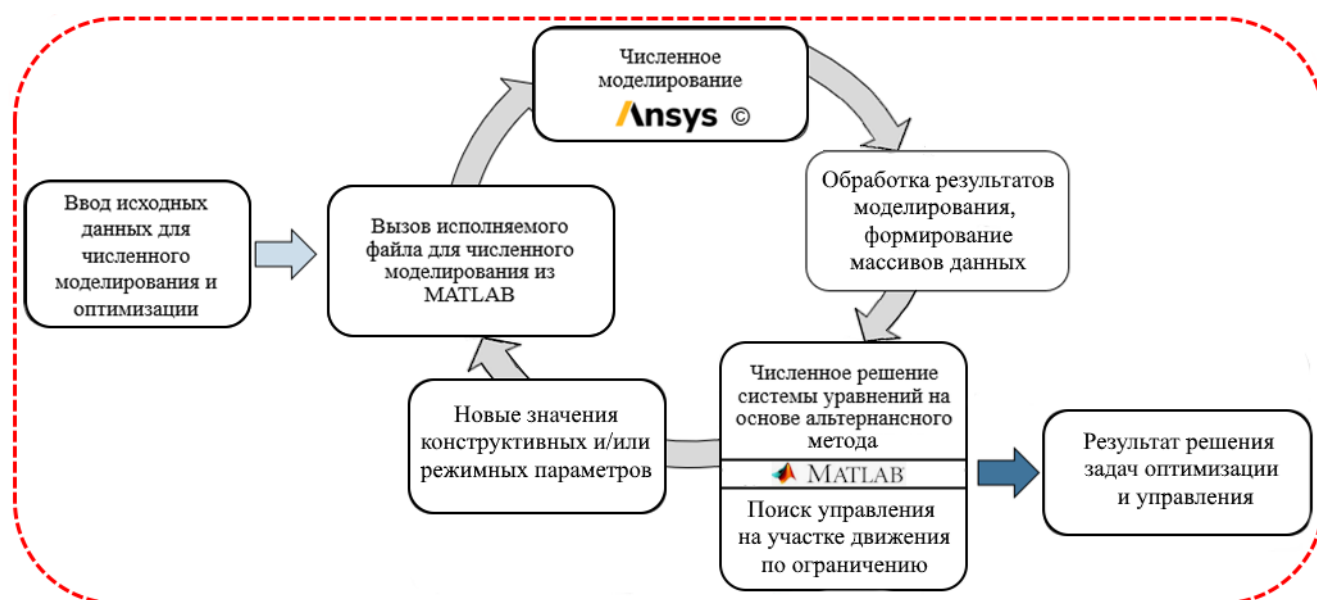 Ввод исходных
данных для
численного
моделирования и
оптимизации
Вызов исполняемого
файла для численного
моделирования из
MATLAB
Численное
моделирование
Ansys ©
Обработка результатов
моделирования,
формирование
массивов данных
Численное решение
системы уравнений на
основе альтернансного
метода
MATLAB
Поиск управления
на участке движения
по ограничению
Новые значения
конструктивных и/или
режимных параметров
Результат решения
задач оптимизации
и управления